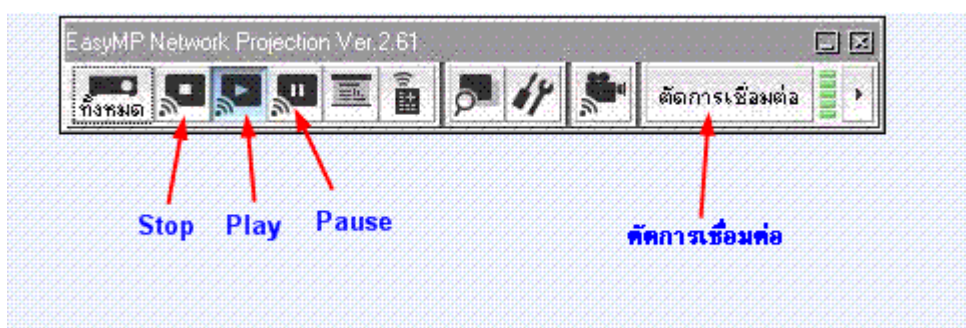 EasyMP Network Projection Ver.2.61
ทั้งหมด
ตัดการเชื่อมต่อ
Stop Play Pause
ตัดการเชื่อมต่อ